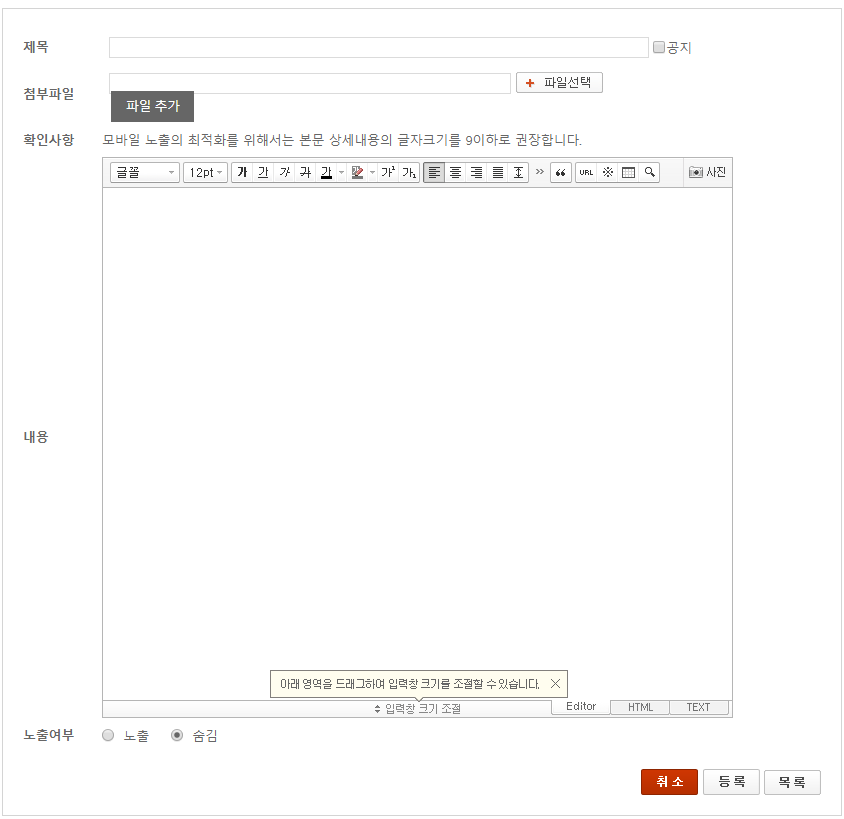 제목 공지
첨부파일 + 파일선택
파일 추가
확인사항 모바일 노출의 최적화를 위해서는 본문 상세내용의 글자크기를 9이하로 권장합니다.
글꼴 12pt 가 가 가 가 가 가¹ 가₁ URL 사진
내용
아래 영역을 드래그하여 입력창 크기를 조절할 수 있습니다.
입력창 크기 조절 Editor HTML TEXT
노출여부 노출 숨김
취소 등록 목록